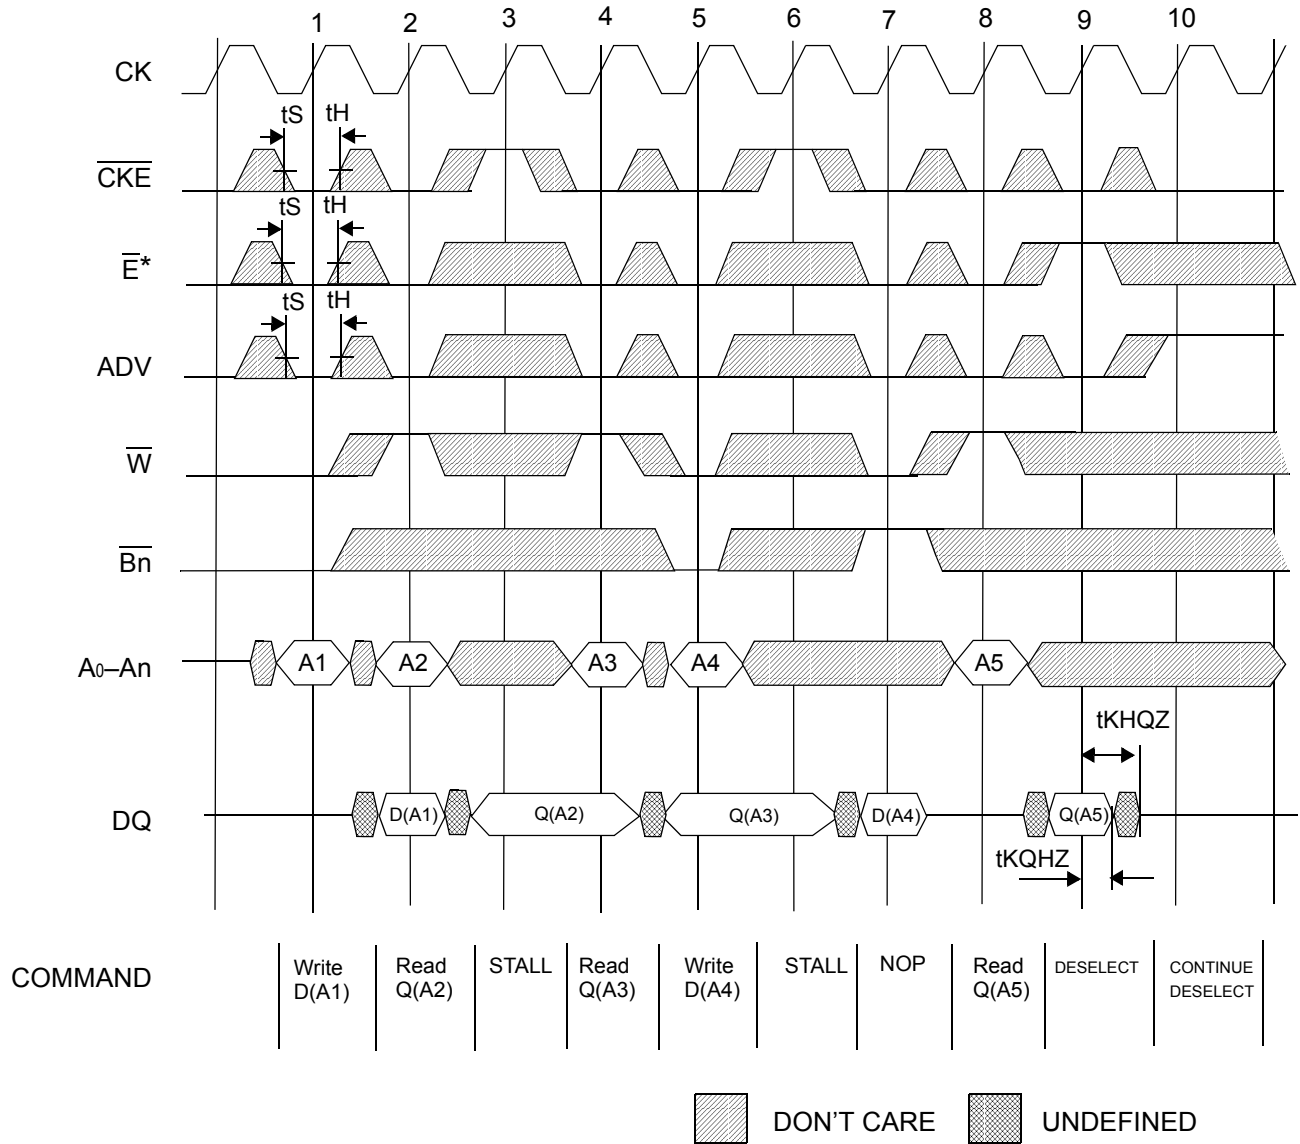 1 2 3 4 5 6 7 8 9 10
CK
tS tH
CKE
tS tH
E*
tS tH
ADV
W
Bn
A0–An A1 A2 A3 A4 A5
tKHQZ
DQ D(A1) Q(A2) Q(A3) D(A4) Q(A5)
tKQHZ
COMMAND
Write D(A1)
Read Q(A2)
STALL
Read Q(A3)
Write D(A4)
STALL
NOP
Read Q(A5)
DESELECT
CONTINUE DESELECT
DON'T CARE UNDEFINED